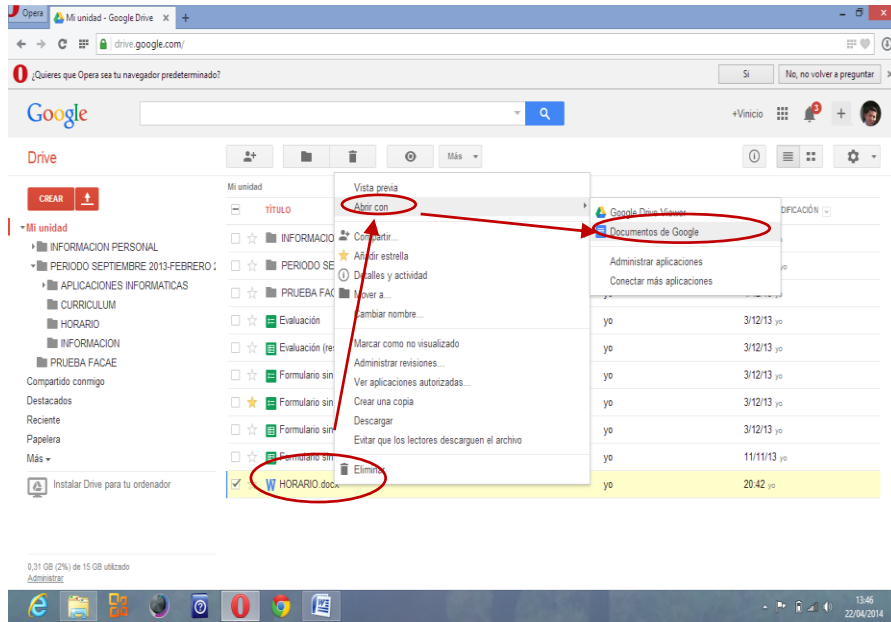 Opera
Mi unidad - Google Drive
drive.google.com/
¿Quieres que Opera sea tu navegador predeterminado?
Si
No, no volver a preguntar
Google
+Vinicio
3
Drive
Más
CREAR
Mi unidad
INFORMACION PERSONAL
PERIODO SEPTIEMBRE 2013-FEBRERO 2
APLICACIONES INFORMATICAS
CURRICULUM
HORARIO
INFORMACION
PRUEBA FACAE
Compartido conmigo
Destacados
Reciente
Papelera
Más
Instalar Drive para tu ordenador
0,31 GB (2%) de 15 GB utilizado
Administrar
Mi unidad
TÍTULO
DIFICACIÓN
INFORMACIO
PERIODO SE
yo
PRUEBA FAC
Evaluación
yo
3/12/13 yo
Evaluación (res
yo
3/12/13 yo
Formulario sin
yo
3/12/13 yo
Formulario sin
yo
3/12/13 yo
Formulario sin
yo
3/12/13 yo
Formulario sin
yo
11/11/13 yo
HORARIO.docx
yo
20:42 yo
Vista previa
Abrir con
Compartir...
Añadir estrella
Detalles y actividad
Mover a...
Cambiar nombre...
Marcar como no visualizado
Administrar revisiones...
Ver aplicaciones autorizadas...
Crear una copia
Descargar
Evitar que los lectores descarguen el archivo
Eliminar
Google Drive Viewer
Documentos de Google
Administrar aplicaciones
Conectar más aplicaciones
13:46
22/04/2014